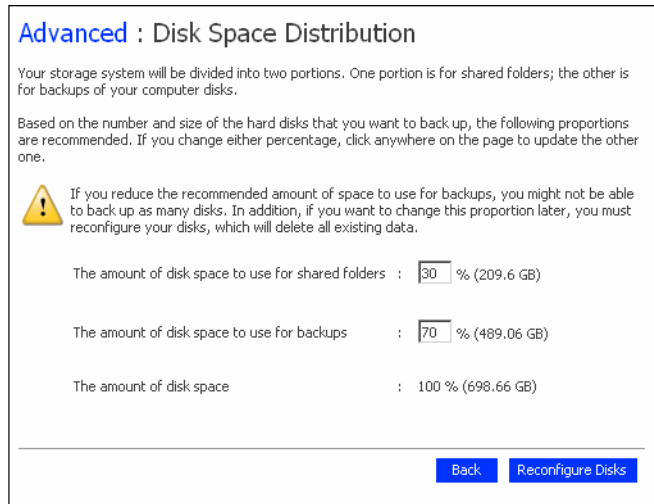 Advanced : Disk Space Distribution
Your storage system will be divided into two portions. One portion is for shared folders; the other is
for backups of your computer disks.
Based on the number and size of the hard disks that you want to back up, the following proportions
are recommended. If you change either percentage, click anywhere on the page to update the other
one.
If you reduce the recommended amount of space to use for backups, you might not be able
to back up as many disks. In addition, if you want to change this proportion later, you must
reconfigure your disks, which will delete all existing data.
The amount of disk space to use for shared folders : 30 % (209.6 GB)
The amount of disk space to use for backups : 70 % (489.06 GB)
The amount of disk space : 100 % (698.66 GB)
Back Reconfigure Disks